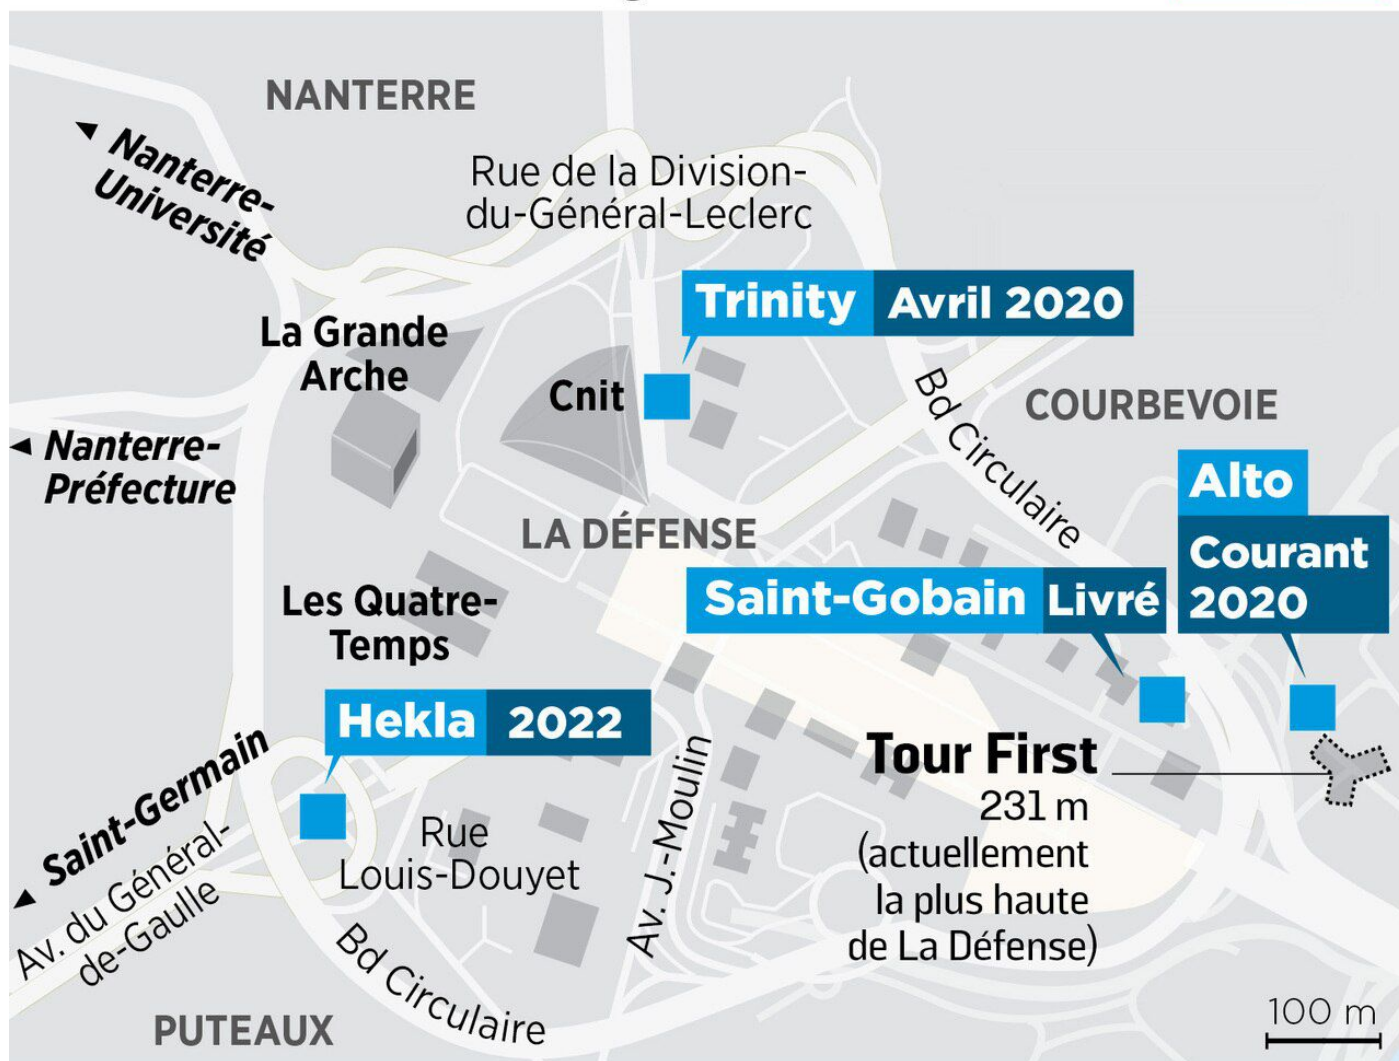 NANTERRE
Nanterre-
Université
Rue de la Division-
du-Général-Leclerc
Trinity Avril 2020
La Grande
Arche
Cnit
Bd Circulaire
COURBEVOIE
Nanterre-
Préfecture
Alto
Courant
2020
LA DÉFENSE
Saint-Gobain Livré
Les Quatre-
Temps
Hekla 2022
Tour First
231 m
(actuellement
la plus haute
de La Défense)
Saint-Germain
Av. du Général-
de-Gaulle
Rue
Louis-Douyet
Av. J.-Moulin
Bd Circulaire
PUTEAUX
100 m